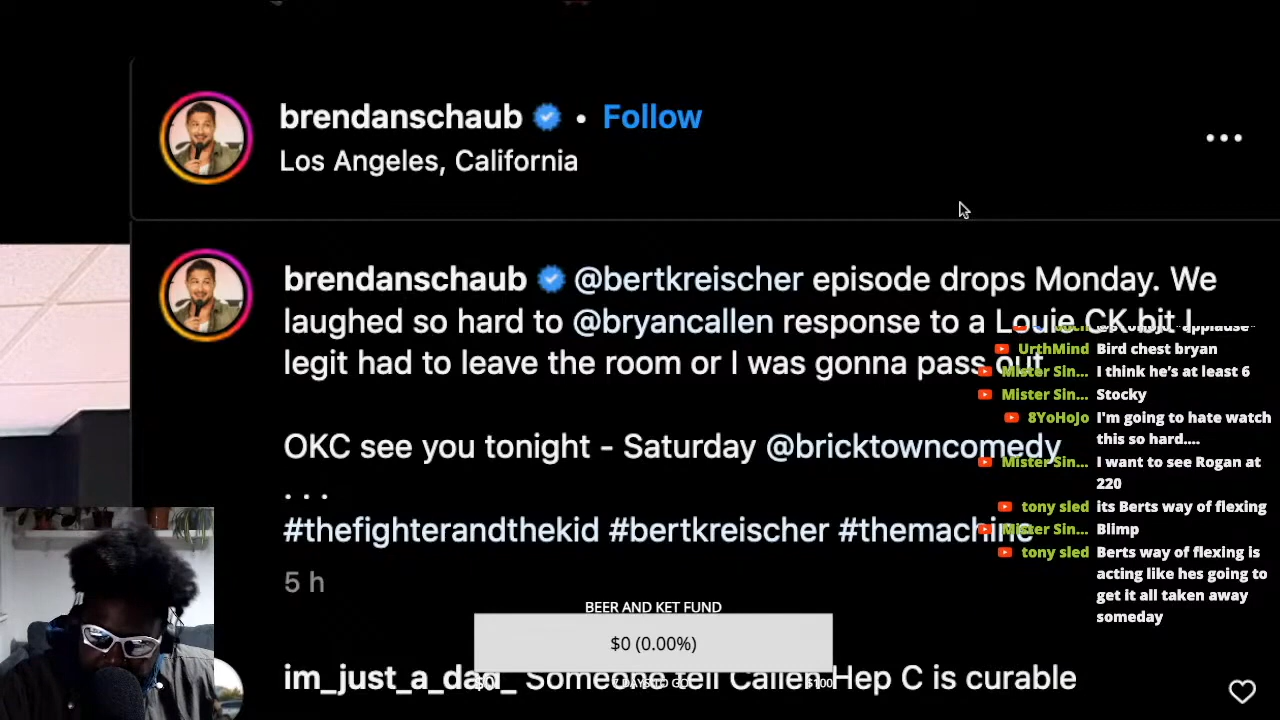 brendanschaub • Follow
Los Angeles, California
brendanschaub @bertkreischer episode drops Monday. We
laughed so hard to @bryancallen response to a Louie CK bit I
legit had to leave the room or I was gonna pass out
OKC see you tonight - Saturday @bricktowncomedy
. . .
#thefighterandthekid #bertkreischer #themachine
5 h
im_just_a_dad_ Hep C is curable
UrthMind Bird chest bryan
Mister Sin... I think he's at least 6
Mister Sin... Stocky
8YoHoJo I'm going to hate watch
this so hard....
Mister Sin... I want to see Rogan at
220
tony sled its Berts way of flexing
Mister Sin... Blimp
tony sled Berts way of flexing is
acting like hes going to
get it all taken away
someday
BEER AND KET FUND
$0 (0.00%)
$100